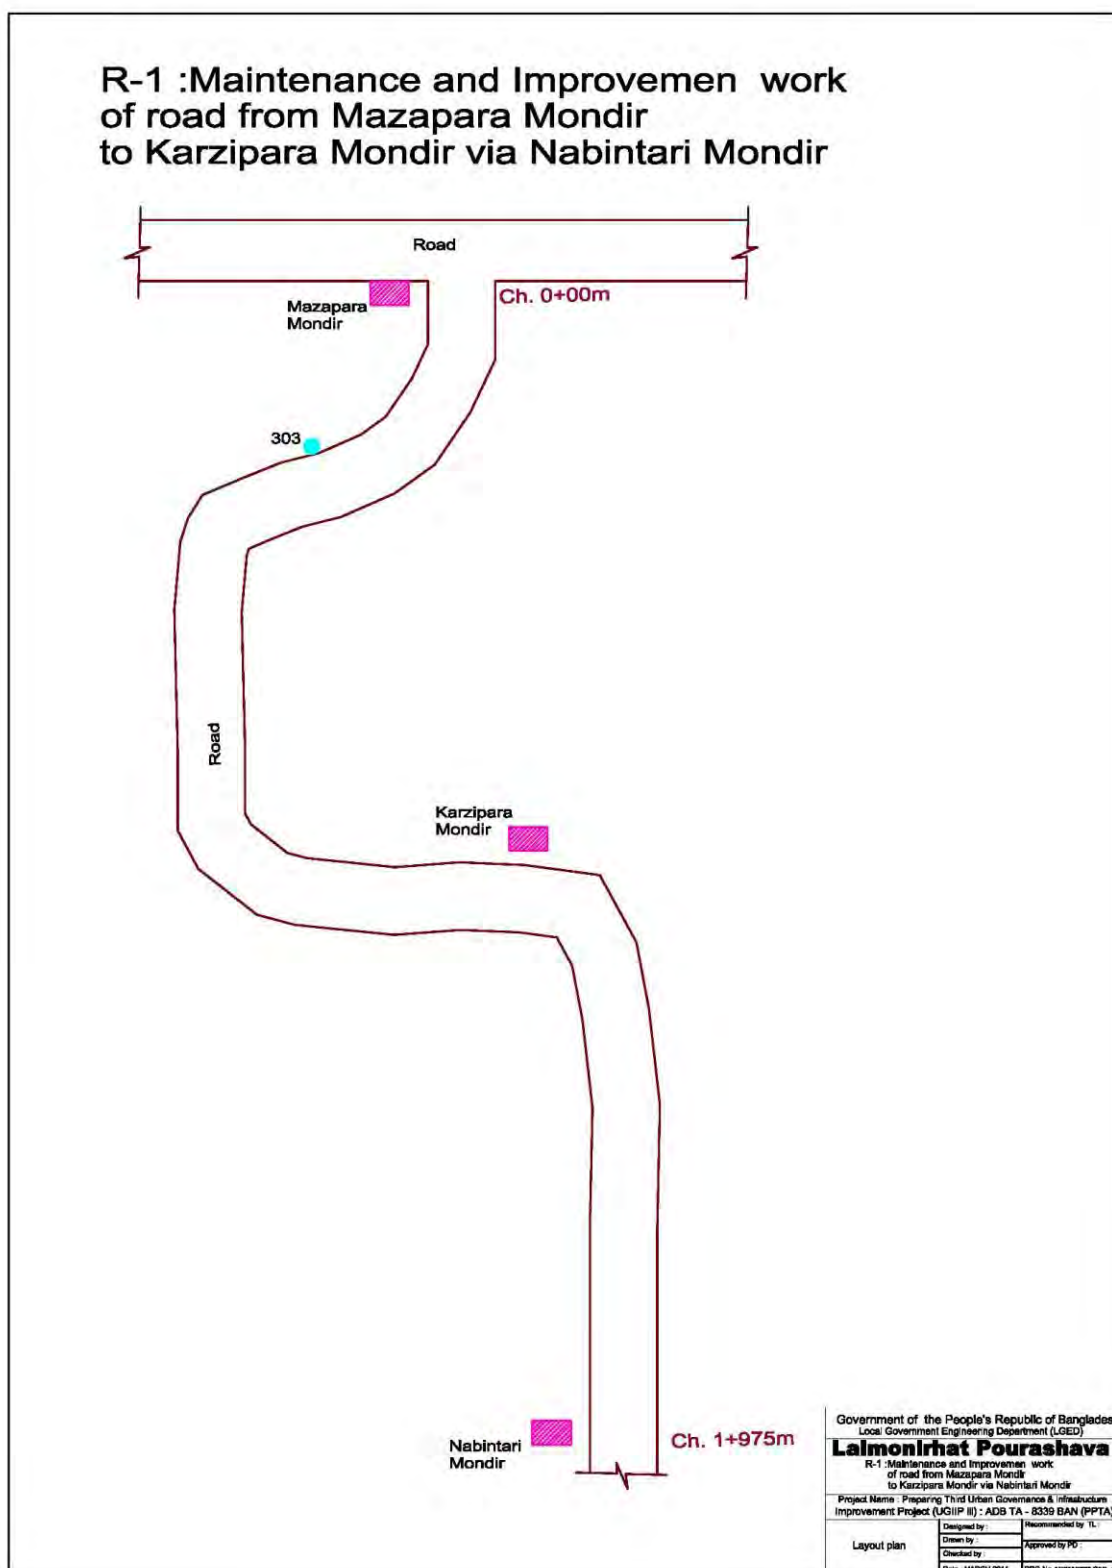 R-1 :Maintenance and Improvemen work
of road from Mazapara Mondir
to Karzipara Mondir via Nabintari Mondir
Road
Ch. 0+00m
Mazapara
Mondir
303
Road
Karzipara
Mondir
Nabintari
Mondir
Ch. 1+975m
Government of the People's Republic of Banglades
Local Government Engineering Department (LGED)
Lalmonirhat Pourashava
R-1 :Maintenance and Improvemen work
of road from Mazapara Mondir
to Karzipara Mondir via Nabintari Mondir
Project Name : Preparing Third Urban Governance & Infrastructure
Improvement Project (UGIIP III) : ADB TA - 8339 BAN (PPTA)
Layout plan
Designed by :
Recommended by TL :
Drawn by :
Approved by PD :
Checked by :